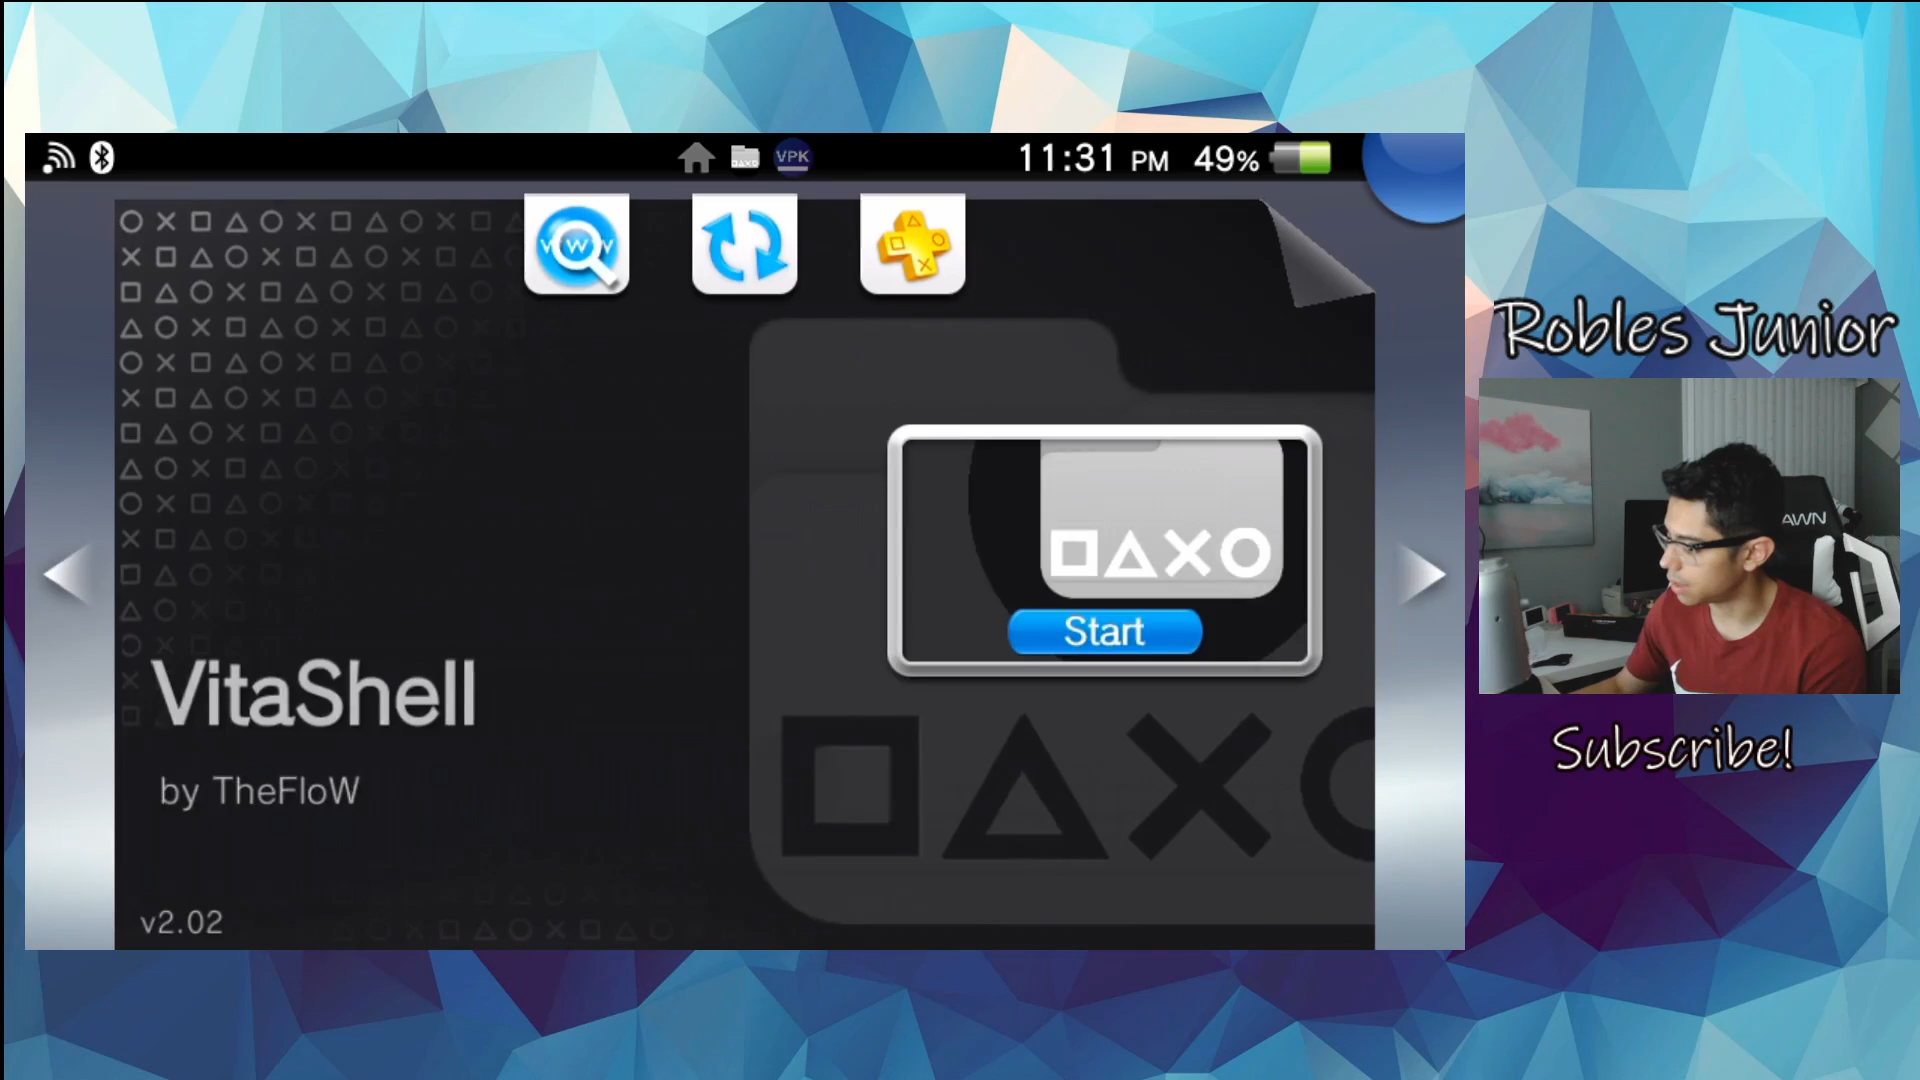 VPK
11:31 PM 49%
www
Start
VitaShell
by TheFloW
v2.02
Robles Junior
AWN
Subscribe!